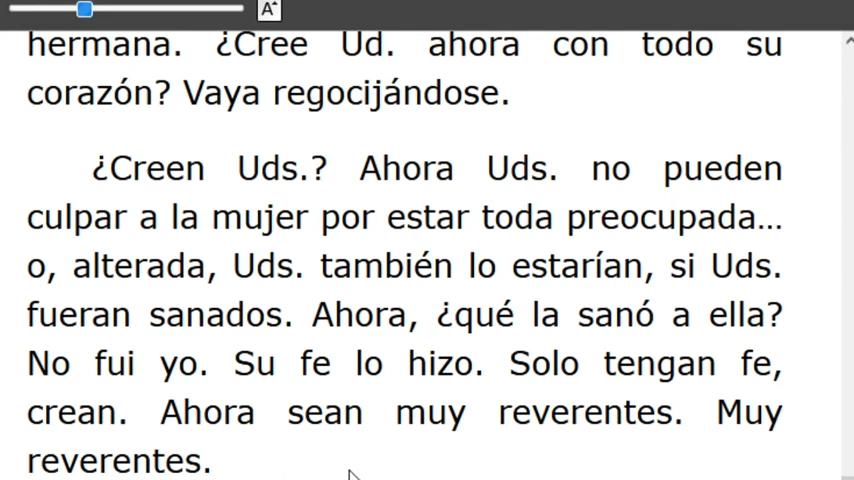 A
hermana. ¿Cree Ud. ahora con todo su
corazón? Vaya regocijándose.
¿Creen Uds.? Ahora Uds. no pueden
culpar a la mujer por estar toda preocupada…
o, alterada, Uds. también lo estarían, si Uds.
fueran sanados. Ahora, ¿qué la sanó a ella?
No fui yo. Su fe lo hizo. Solo tengan fe,
crean. Ahora sean muy reverentes. Muy
reverentes.